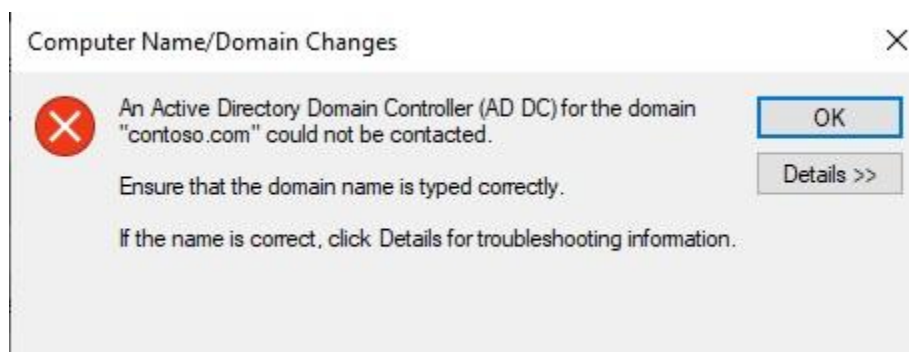 Computer Name/Domain Changes
An Active Directory Domain Controller (AD DC) for the domain
"contoso.com" could not be contacted.
OK
Ensure that the domain name is typed correctly.
Details >>
If the name is correct, click Details for troubleshooting information.